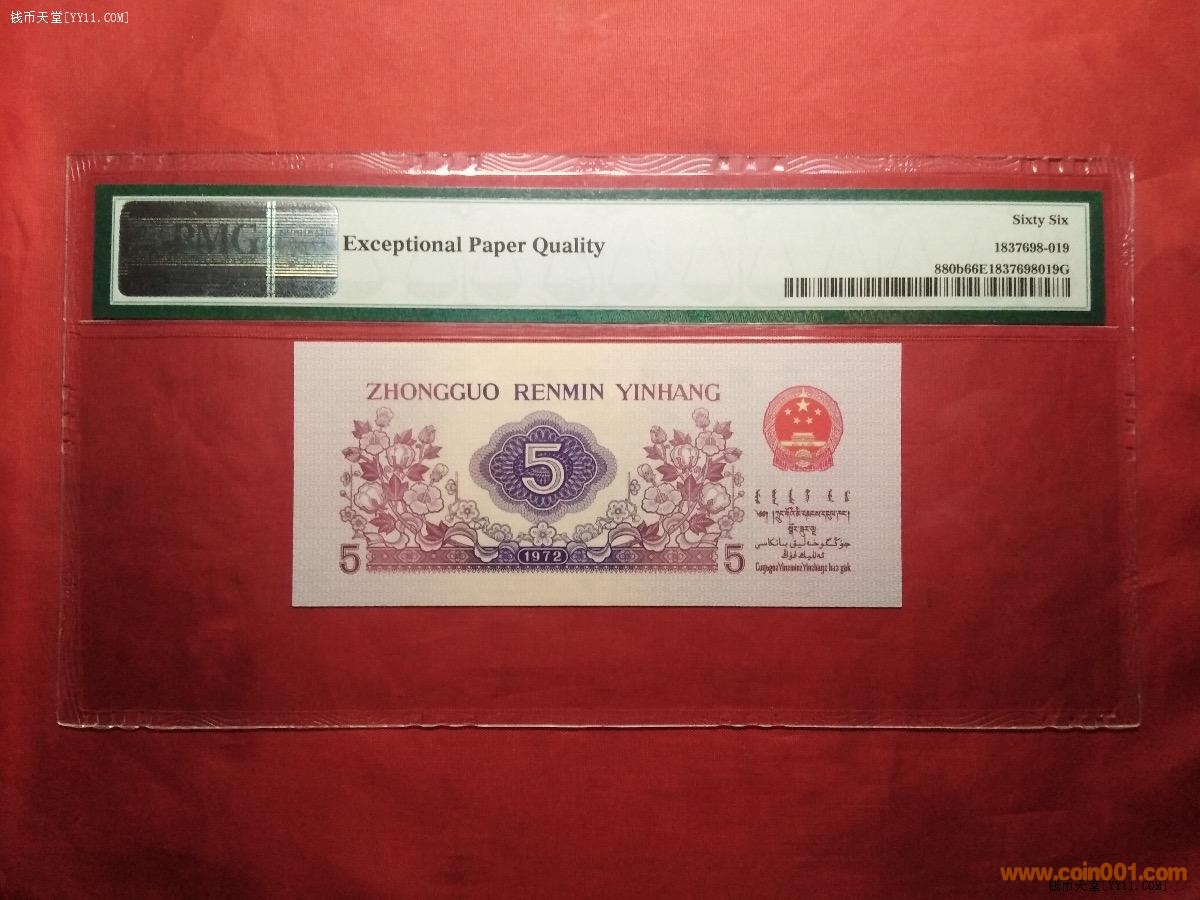 钱币天堂[YY11.COM]
PMG
Exceptional Paper Quality
Sixty Six
1837698-019
880b66E1837698019G
ZHONGGUO RENMIN YINHANG
5
5
1972
5
www.coin001.com
钱币天堂[YY11.COM]